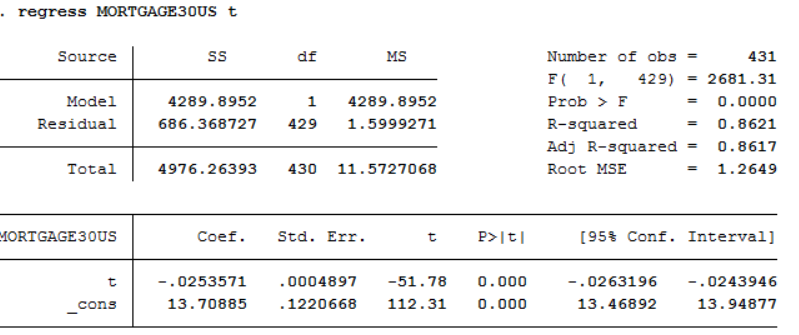 . regress MORTGAGE30US t
Source SS df MS Number of obs = 431
F( 1, 429) = 2681.31
Model 4289.8952 1 4289.8952 Prob > F = 0.0000
Residual 686.368727 429 1.5999271 R-squared = 0.8621
Adj R-squared = 0.8617
Total 4976.26393 430 11.5727068 Root MSE = 1.2649
MORTGAGE30US Coef. Std. Err. t P>|t| [95% Conf. Interval]
t -.0253571 .0004897 -51.78 0.000 -.0263196 -.0243946
_cons 13.70885 .1220668 112.31 0.000 13.46892 13.94877